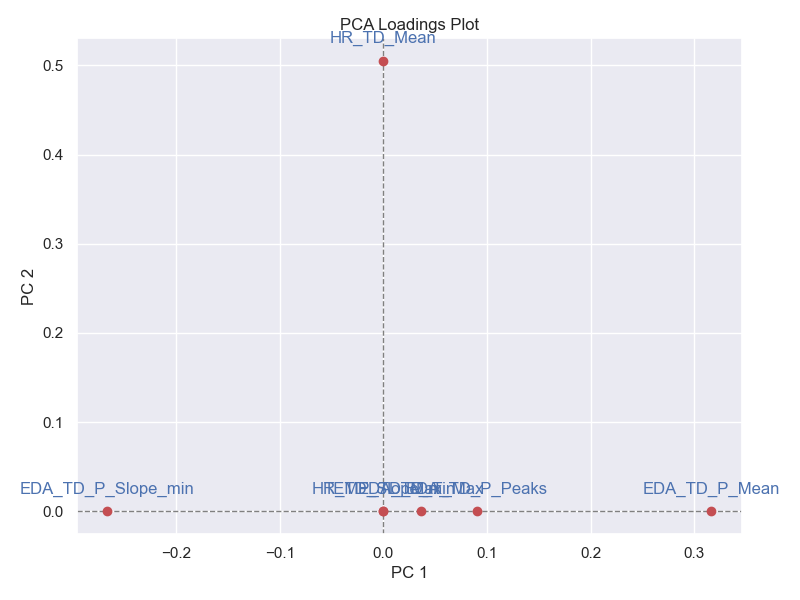 PCA Loadings Plot
HR_TD_Mean
0.5
0.4
0.3
0.2
0.1
0.0
PC 2
EDA_TD_P_Slope_min
EDA_TD_P_Peaks
EDA_TD_P_Mean
−0.2
−0.1
0.0
0.1
0.2
0.3
PC 1